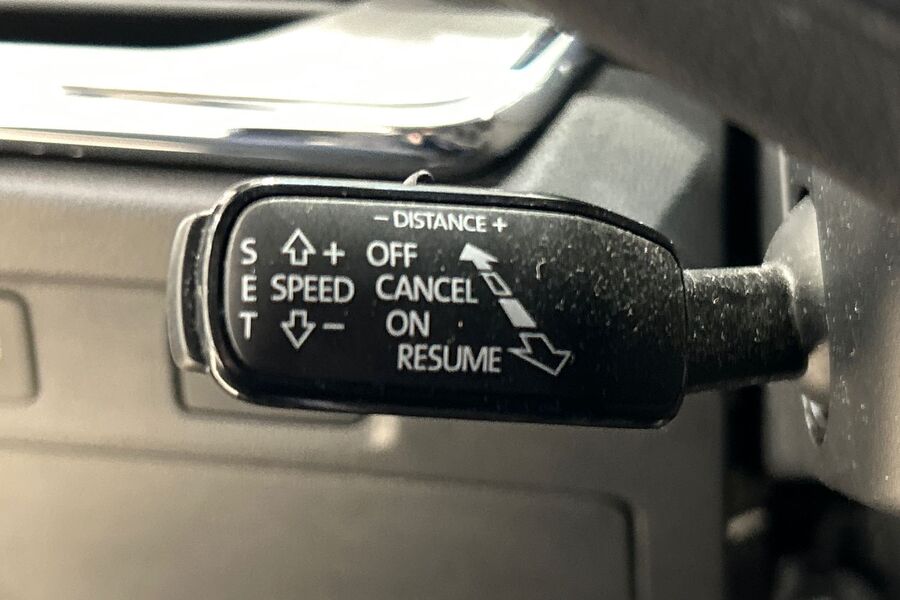 - DISTANCE +
S ⇧ + OFF
E SPEED CANCEL
T ⇩ - ON
RESUME